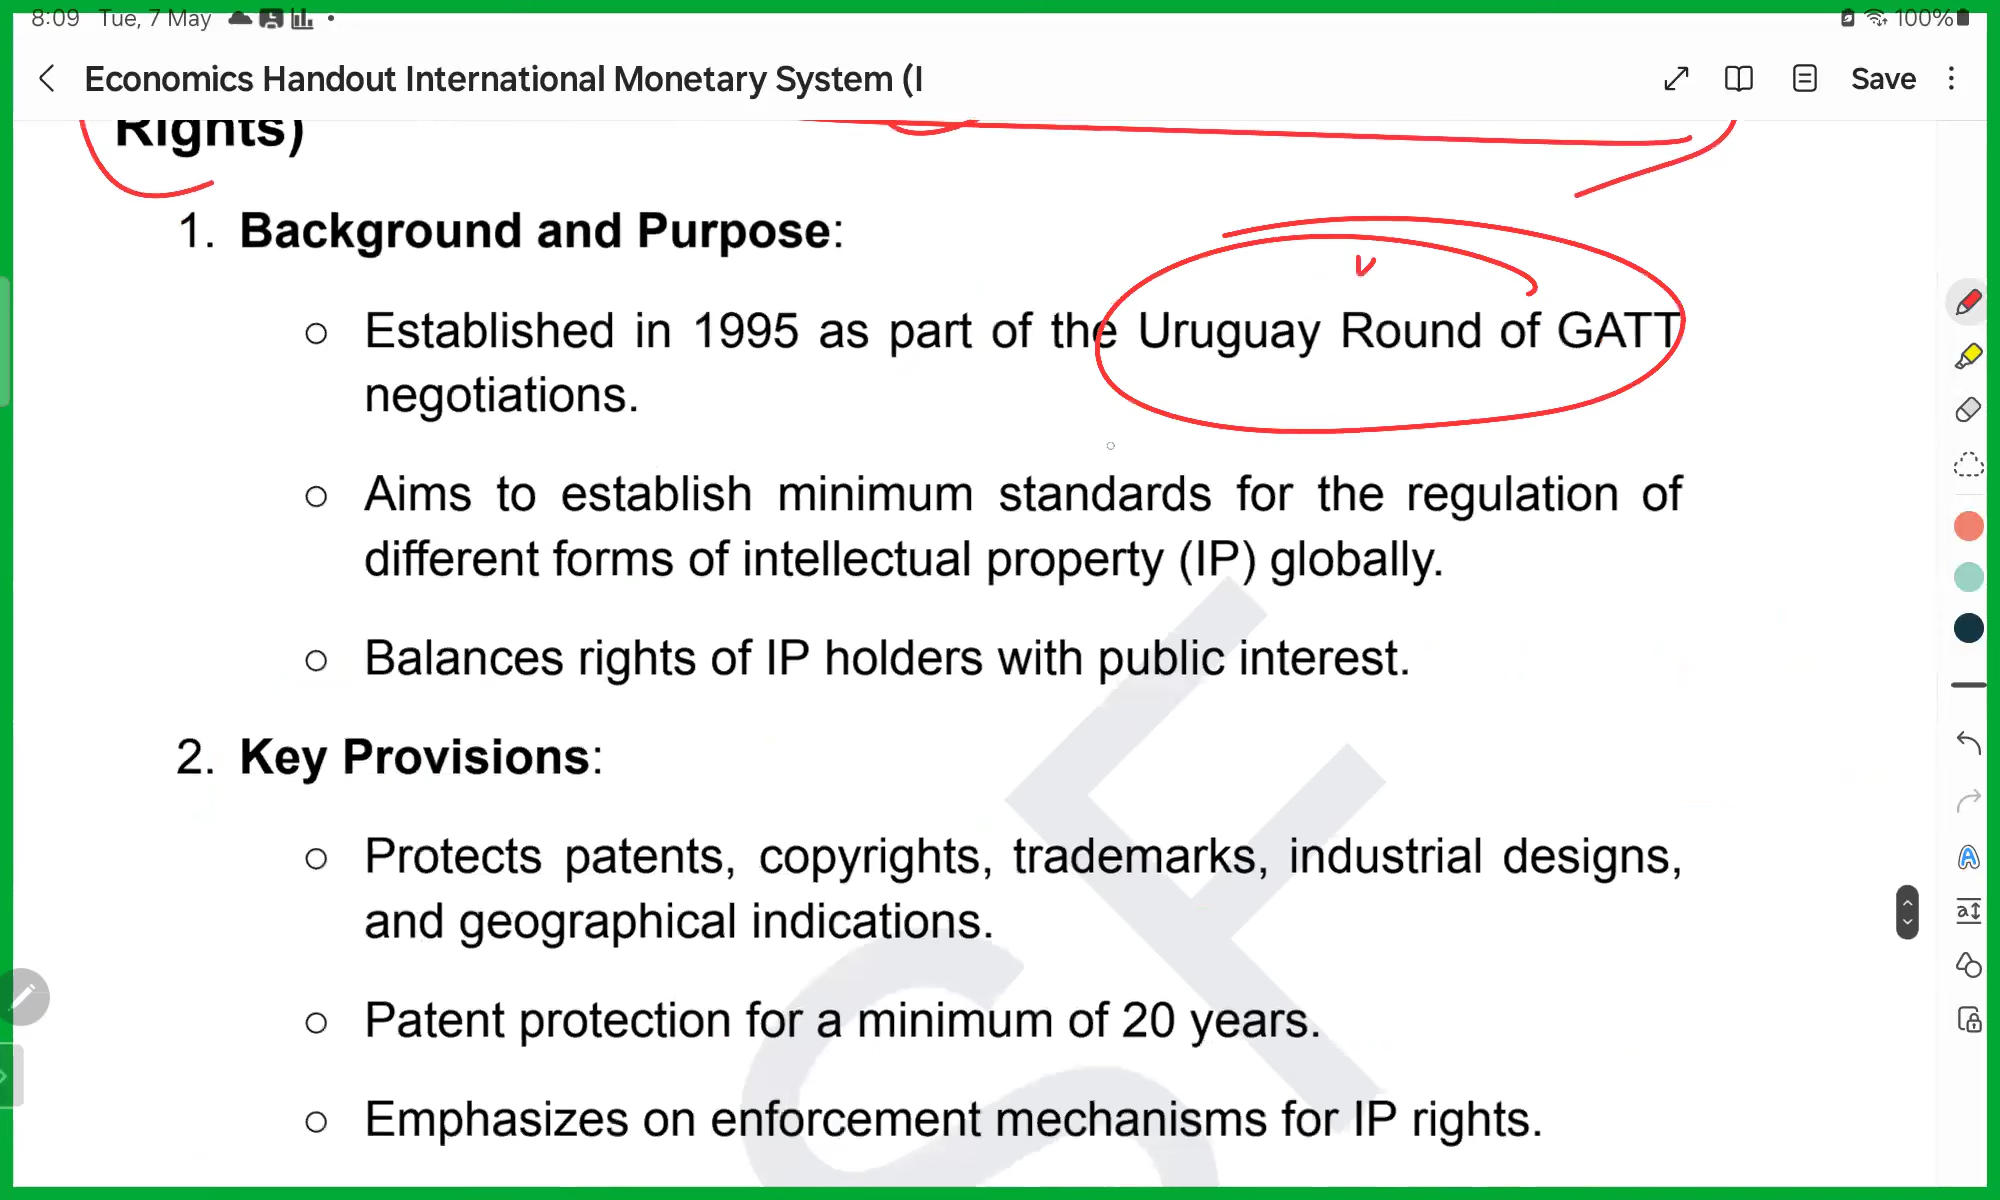 8:09 Tue, 7 May 100%
Economics Handout International Monetary System (I
Save
Rights)
1. Background and Purpose:
○ Established in 1995 as part of the Uruguay Round of GATT
negotiations.
○ Aims to establish minimum standards for the regulation of
different forms of intellectual property (IP) globally.
○ Balances rights of IP holders with public interest.
2. Key Provisions:
○ Protects patents, copyrights, trademarks, industrial designs,
and geographical indications.
○ Patent protection for a minimum of 20 years.
○ Emphasizes on enforcement mechanisms for IP rights.